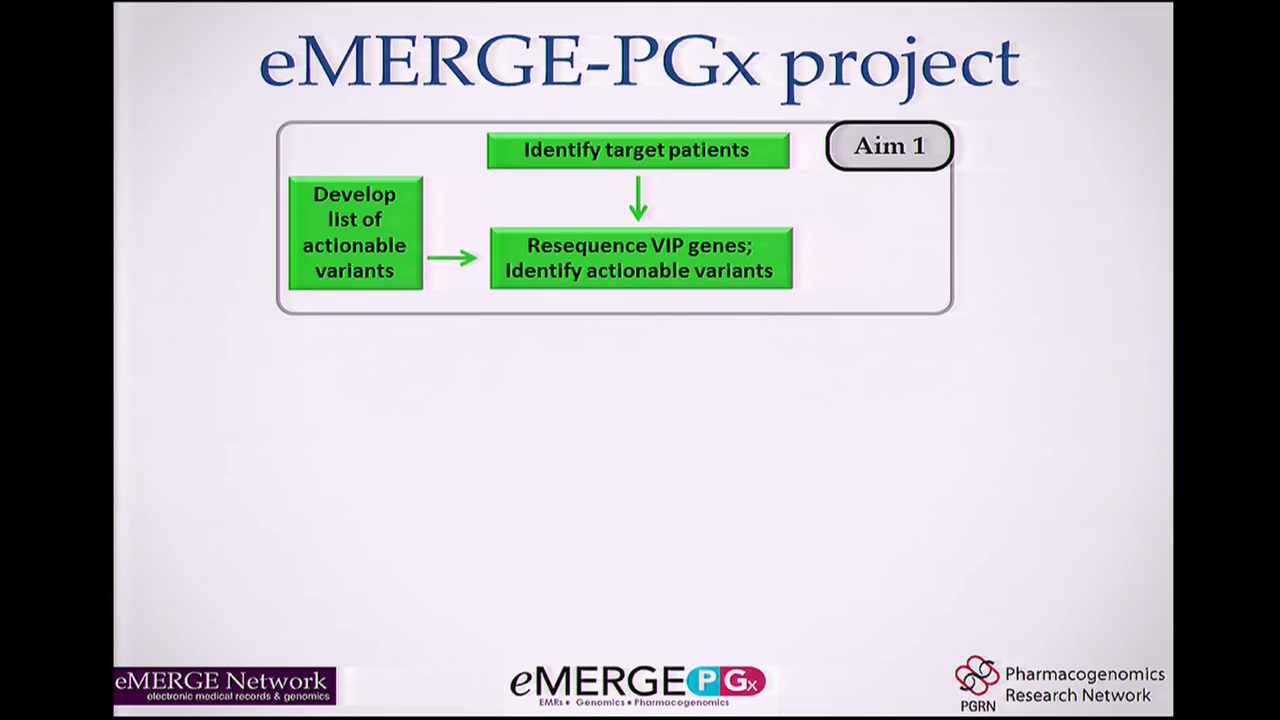 eMERGE-PGx project
Aim 1
Identify target patients
Develop
list of
actionable
variants
Resequence VIP genes;
Identify actionable variants
eMERGE Network
electronic medical records & genomics
eMERGE PGx
EMRs • Genomics • Pharmacogenomics
PGRN
Pharmacogenomics
Research Network